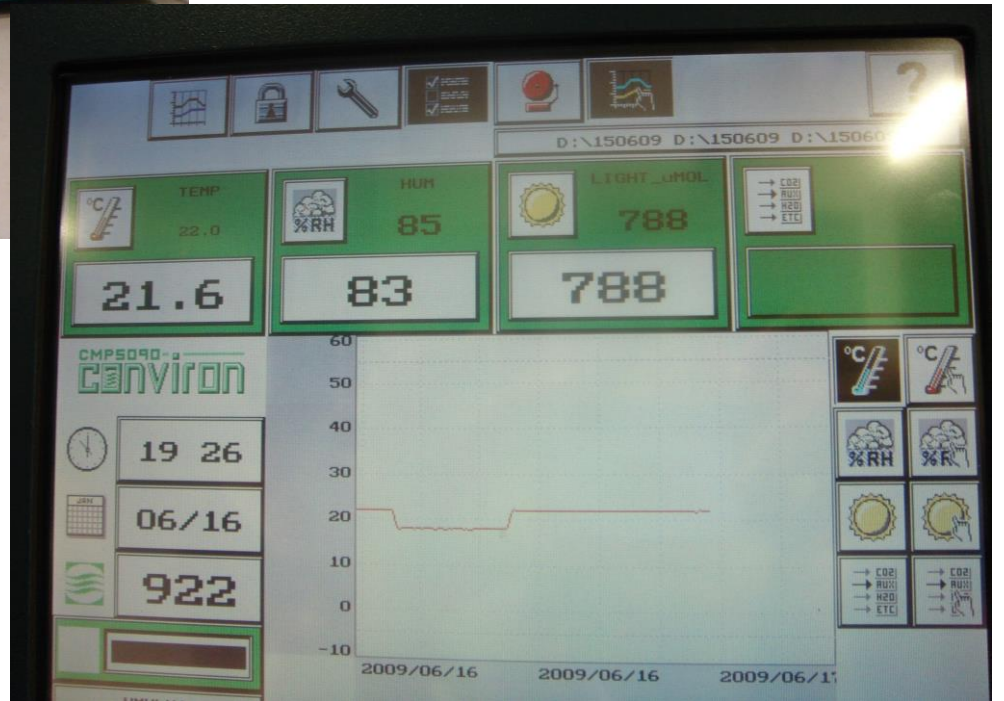 ?
D:\150609 D:\150609 D:\15060
TEMP
°C
22.0
21.6
HUM
%RH
85
83
LIGHT_uMOL
788
788
CO2
AUX
H2O
ETC
CMP5090
Conviron
19 26
JAN
06/16
922
60
50
40
30
20
10
0
-10
2009/06/16 2009/06/16 2009/06/17
°C °C
%RH %R
CO2 CO2
AUX AUX
H2O
ETC